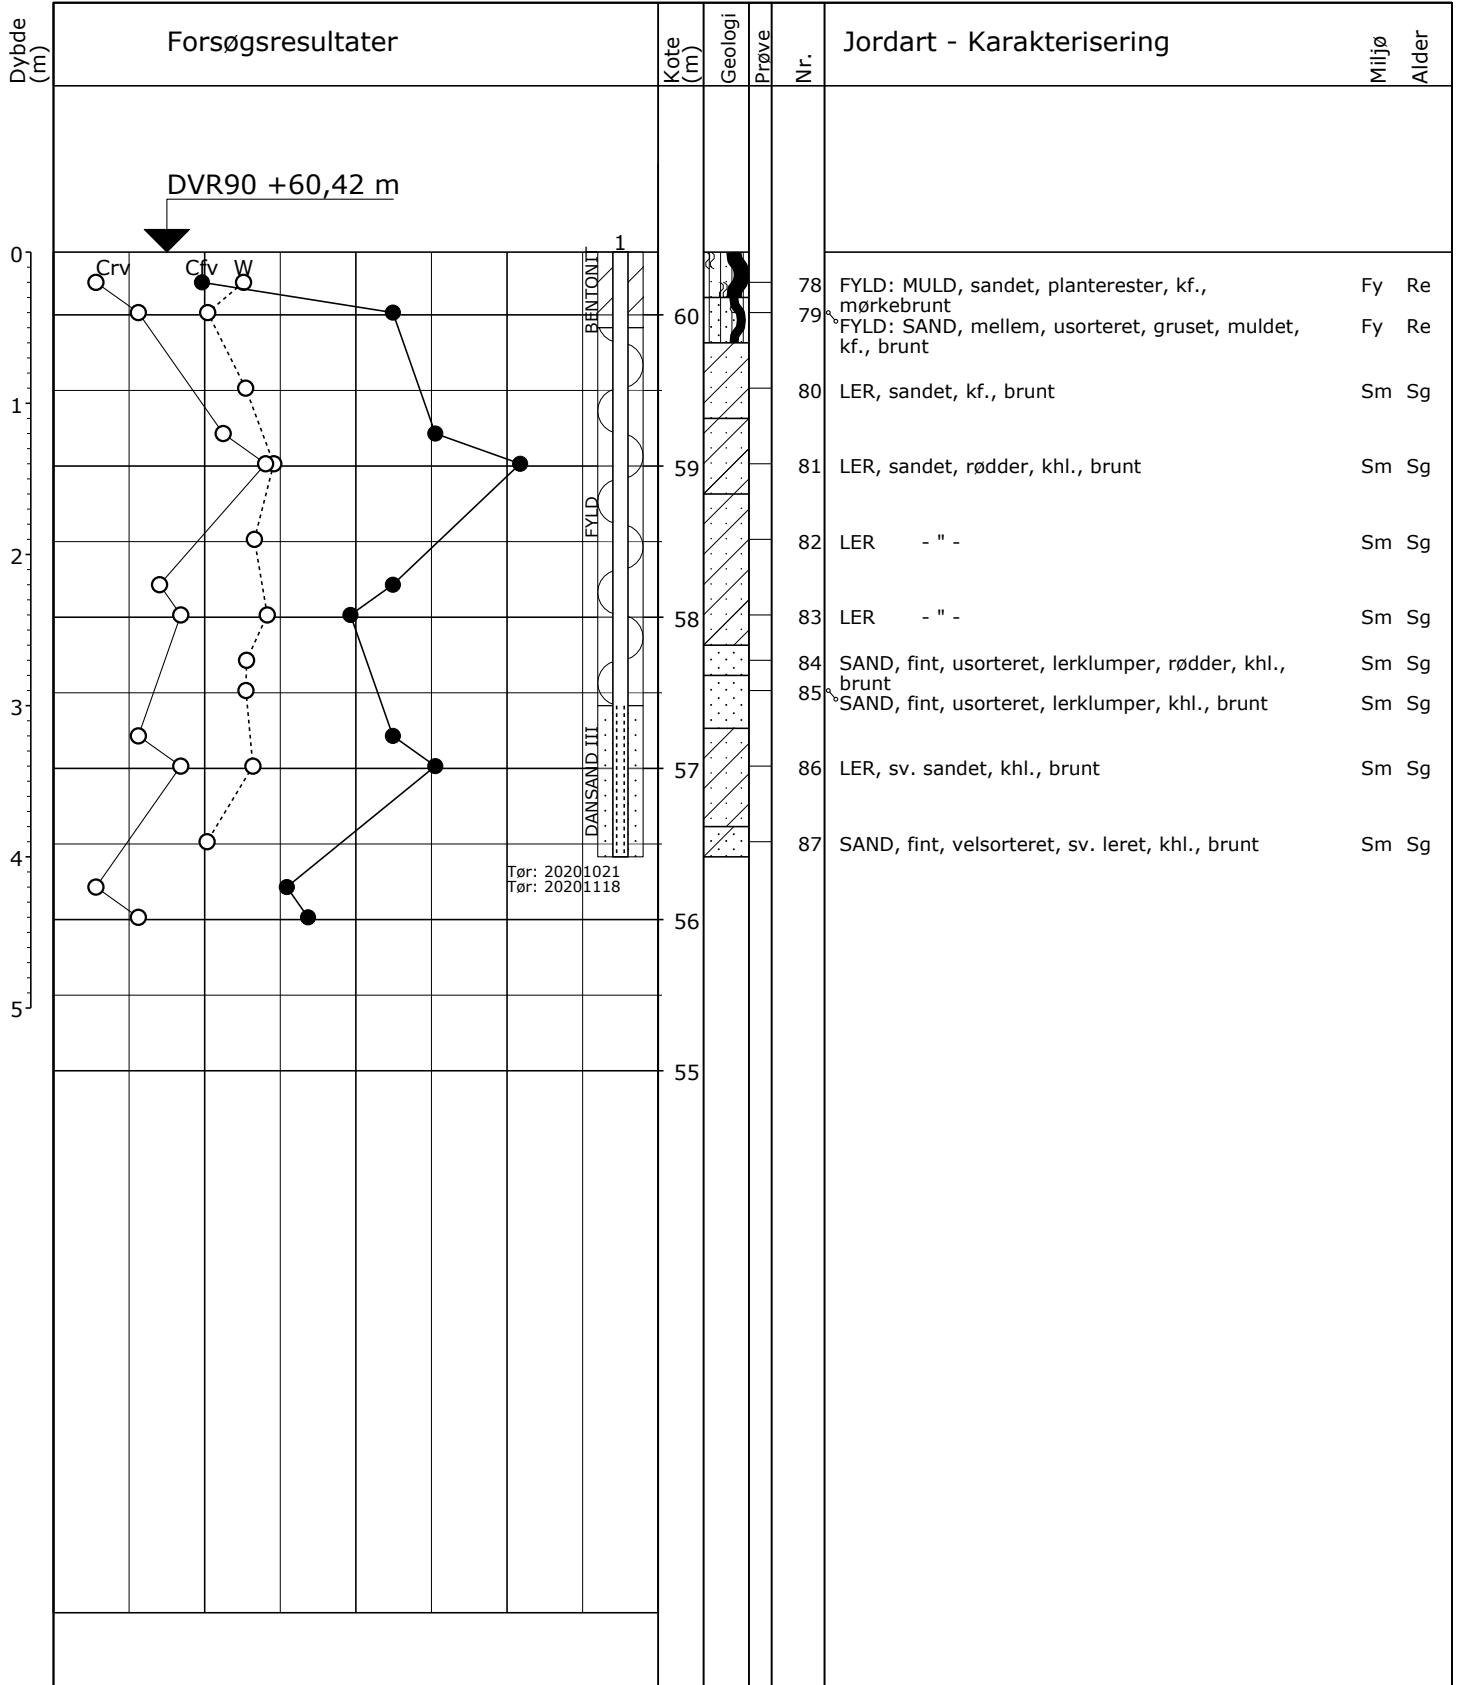 Dybde (m)
Forsøgsresultater
Kote (m)
Geologi
Prøve
Nr.
Jordart - Karakterisering
Miljø
Alder
DVR90 +60,42 m
1
0
Crv Cfv W
BENTONIT
78 FYLD: MULD, sandet, planterester, kf., Fy Re
mørkebrunt
60
79 FYLD: SAND, mellem, usorteret, gruset, muldet, Fy Re
kf., brunt
80 LER, sandet, kf., brunt Sm Sg
1
59
81 LER, sandet, rødder, khl., brunt Sm Sg
FYLD
82 LER - " - Sm Sg
2
58
83 LER - " - Sm Sg
84 SAND, fint, usorteret, lerklumper, rødder, khl., Sm Sg
brunt
85 SAND, fint, usorteret, lerklumper, khl., brunt Sm Sg
3
DANSAND III
57
86 LER, sv. sandet, khl., brunt Sm Sg
87 SAND, fint, velsorteret, sv. leret, khl., brunt Sm Sg
4
Tør: 20201021
Tør: 20201118
56
5
55